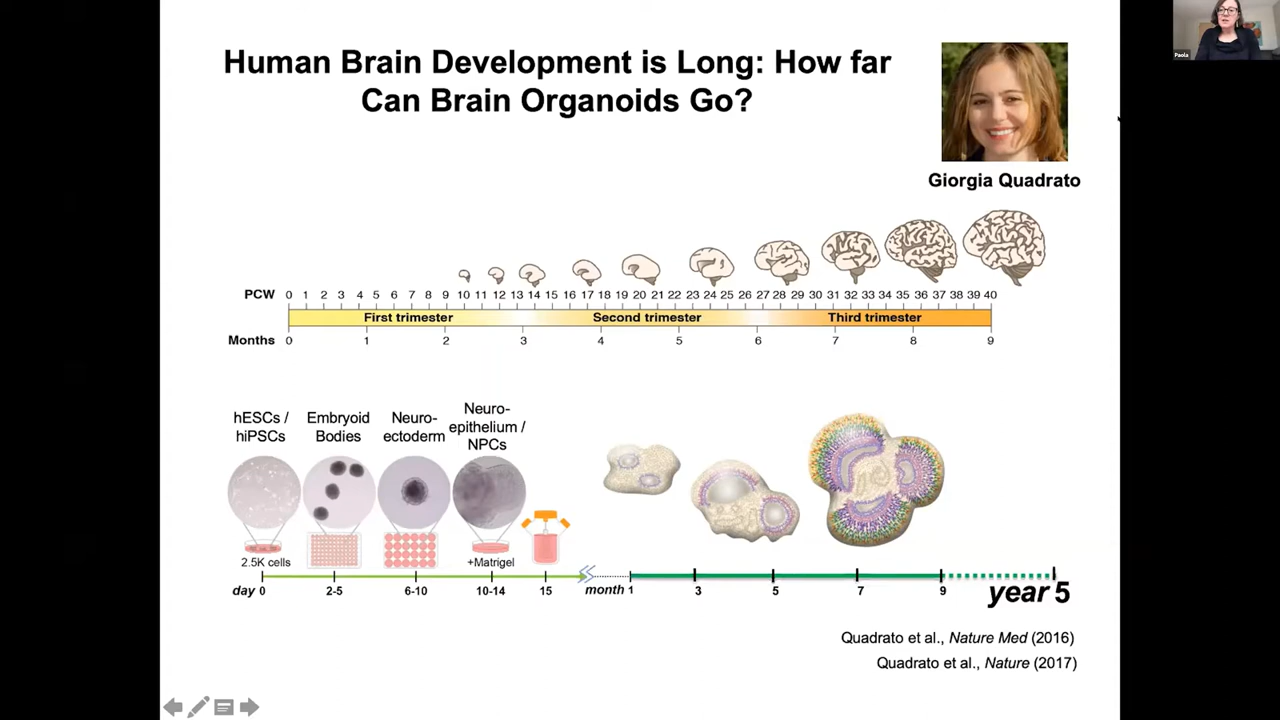 Human Brain Development is Long: How far
Can Brain Organoids Go?
Paola
Giorgia Quadrato
PCW 0 1 2 3 4 5 6 7 8 9 10 11 12 13 14 15 16 17 18 19 20 21 22 23 24 25 26 27 28 29 30 31 32 33 34 35 36 37 38 39 40
First trimester Second trimester Third trimester
Months 0 1 2 3 4 5 6 7 8 9
hESCs /
hiPSCs
Embryoid
Bodies
Neuro-
ectoderm
Neuro-
epithelium /
NPCs
2.5K cells
+Matrigel
day 0 2-5 6-10 10-14 15 month 1 3 5 7 9 year 5
Quadrato et al., Nature Med (2016)
Quadrato et al., Nature (2017)